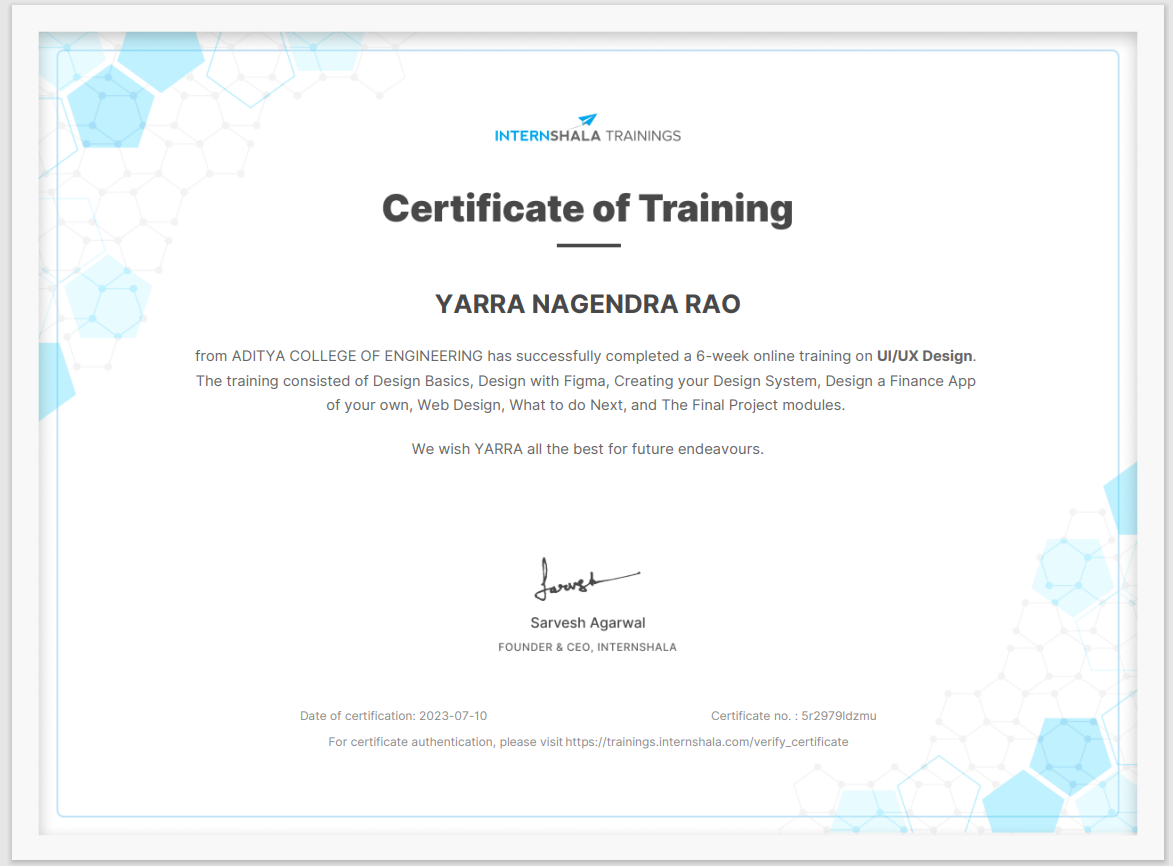 INTERNSHALA TRAININGS
Certificate of Training
YARRA NAGENDRA RAO
from ADITYA COLLEGE OF ENGINEERING has successfully completed a 6-week online training on UI/UX Design.
The training consisted of Design Basics, Design with Figma, Creating your Design System, Design a Finance App
of your own, Web Design, What to do Next, and The Final Project modules.
We wish YARRA all the best for future endeavours.
Sarvesh
Sarvesh Agarwal
FOUNDER & CEO, INTERNSHALA
Date of certification: 2023-07-10
Certificate no. : 5r2979ldzmu
For certificate authentication, please visit https://trainings.internshala.com/verify_certificate